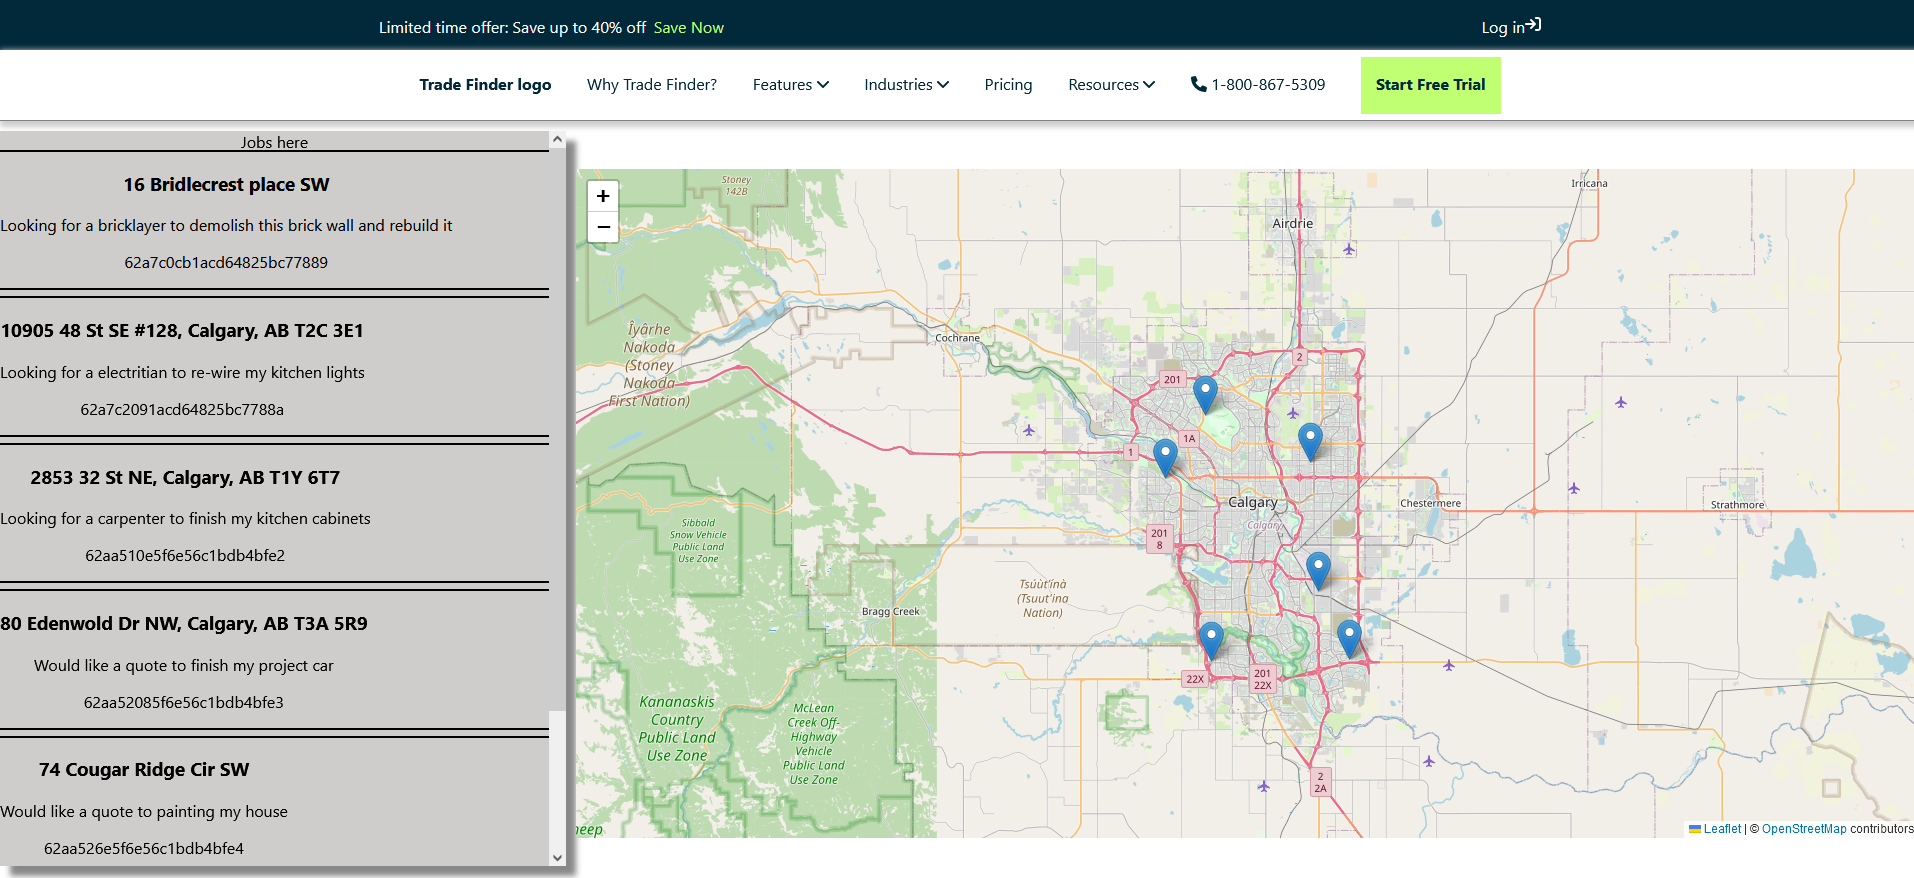 Limited time offer: Save up to 40% off Save Now
Log in
Trade Finder logo
Why Trade Finder?
Features
Industries
Pricing
Resources
1-800-867-5309
Start Free Trial
Jobs here
16 Bridlecrest place SW
Looking for a bricklayer to demolish this brick wall and rebuild it
62a7c0cb1acd64825bc77889
10905 48 St SE #128, Calgary, AB T2C 3E1
Looking for a electritian to re-wire my kitchen lights
62a7c2091acd64825bc7788a
2853 32 St NE, Calgary, AB T1Y 6T7
Looking for a carpenter to finish my kitchen cabinets
62aa510e5f6e56c1bdb4bfe2
80 Edenwold Dr NW, Calgary, AB T3A 5R9
Would like a quote to finish my project car
62aa52085f6e56c1bdb4bfe3
74 Cougar Ridge Cir SW
Would like a quote to painting my house
62aa526e5f6e56c1bdb4bfe4
+
−
Stoney
142B
Irricana
Airdrie
Îyârhe
Nakoda
(Stoney
Nakoda
First Nation)
Cochrane
2
201
1A
1
Calgary
Calgary
Chestermere
Strathmore
Sibbald
Snow Vehicle
Public Land
Use Zone
201
8
Tsúùt'ínà
(Tsuut'ina
Nation)
Bragg Creek
22X
201
22X
Kananaskis
Country
Public Land
Use Zone
McLean
Creek Off-
Highway
Vehicle
Public Land
Use Zone
2
2A
heep
Leaflet | © OpenStreetMap contributors